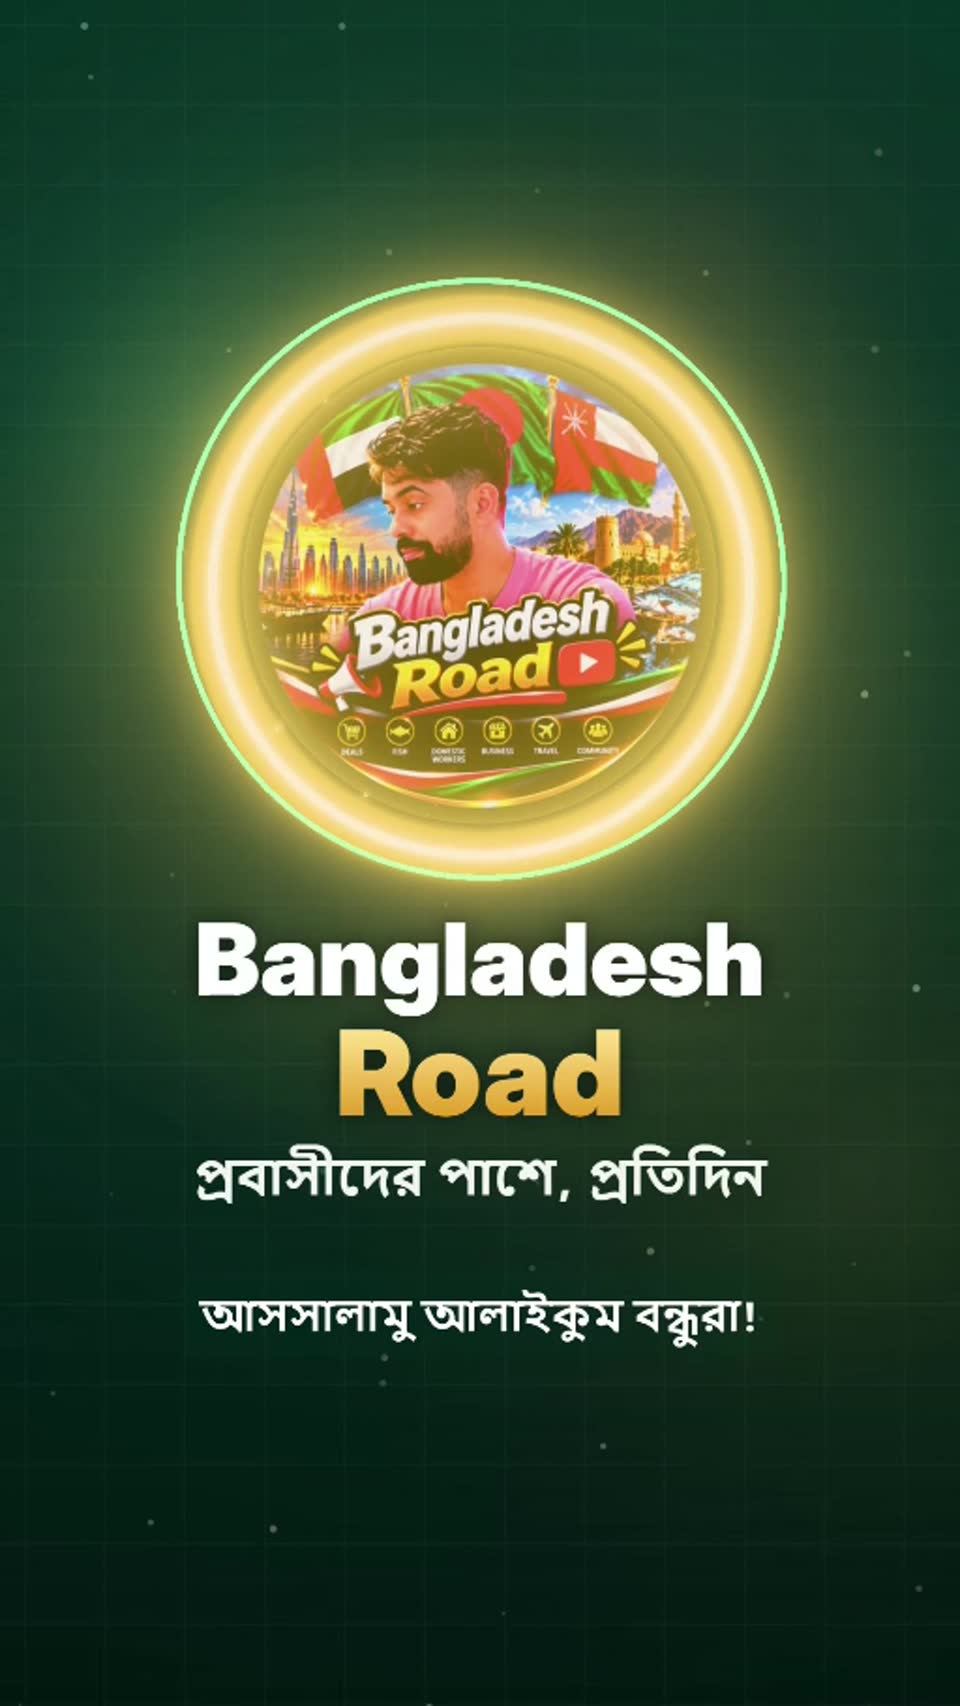 Bangladesh
Road
DEALS
FISH
DOMESTIC WORKERS
BUSINESS
TRAVEL
COMMUNITY
Bangladesh
Road
প্রবাসীদের পাশে, প্রতিদিন
আসসালামু আলাইকুম বন্ধুরা!